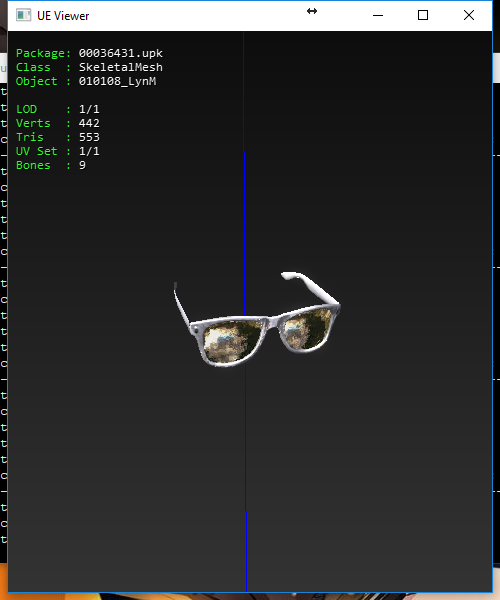 UE Viewer
Package: 00036431.upk
Class : SkeletalMesh
Object : 010108_LynM
LOD : 1/1
Verts : 442
Tris : 553
UV Set : 1/1
Bones : 9